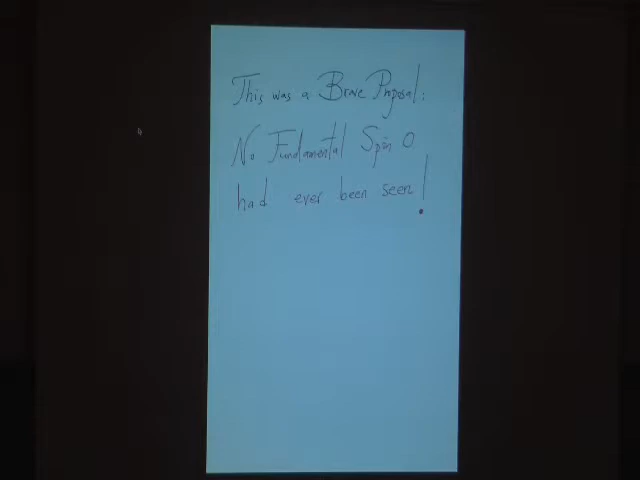 This was a Brave Proposal:
No Fundamental Spin 0
had ever been seen!